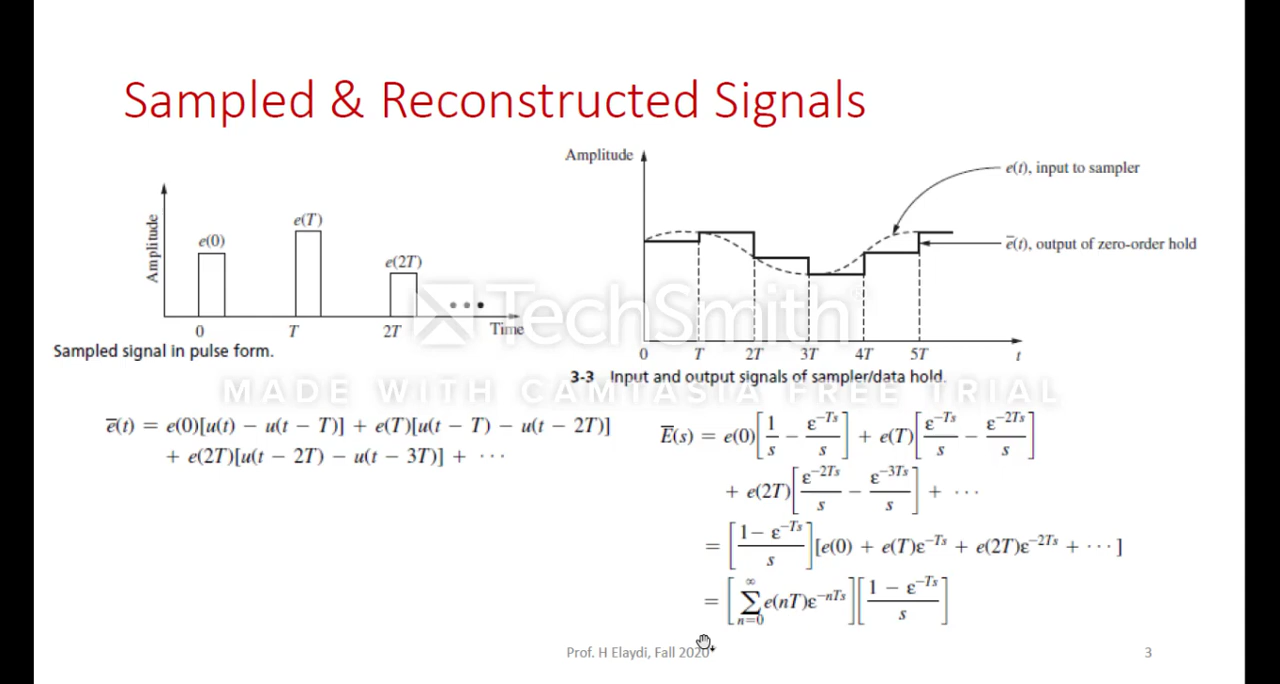 Sampled & Reconstructed Signals
Amplitude
e(0)
e(T)
e(2T)
• • •
0 T 2T Time
Sampled signal in pulse form.
Amplitude
e(t), input to sampler
ē(t), output of zero-order hold
0 T 2T 3T 4T 5T t
3-3 Input and output signals of sampler/data hold.
TechSmith
MADE WITH CAMTASIA FREE TRIAL
ē(t) = e(0)[u(t) − u(t − T)] + e(T)[u(t − T) − u(t − 2T)]
+ e(2T)[u(t − 2T) − u(t − 3T)] + ⋯
Ē(s) = e(0)[1/s − ε^−Ts/s] + e(T)[ε^−Ts/s − ε^−2Ts/s]
+ e(2T)[ε^−2Ts/s − ε^−3Ts/s] + ⋯
= [1 − ε^−Ts/s][e(0) + e(T)ε^−Ts + e(2T)ε^−2Ts + ⋯]
= [∑ n=0 ∞ e(nT)ε^−nTs][1 − ε^−Ts/s]
Prof. H Elaydi, Fall 2020
3